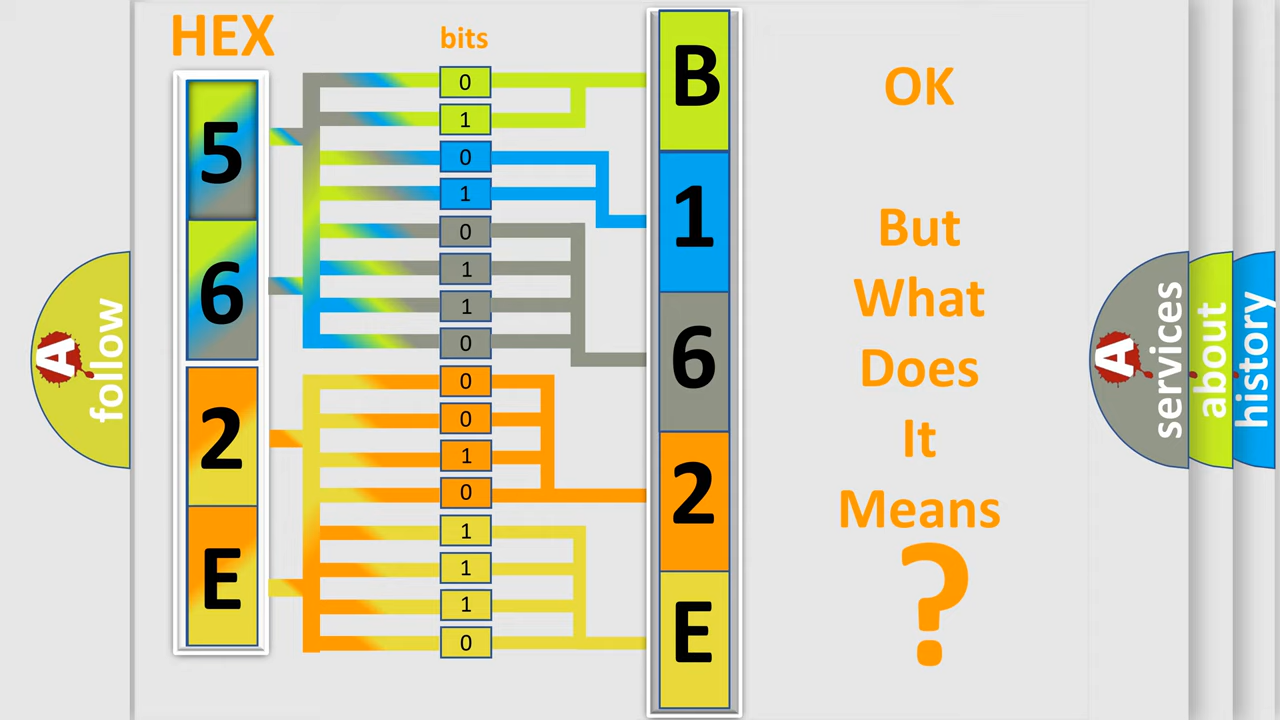 HEX
5
6
2
E
bits
0
1
0
1
0
1
1
0
0
0
1
0
1
1
1
0
B
1
6
2
E
OK
But
What
Does
It
Means
?
A
follow
A
services
about
history